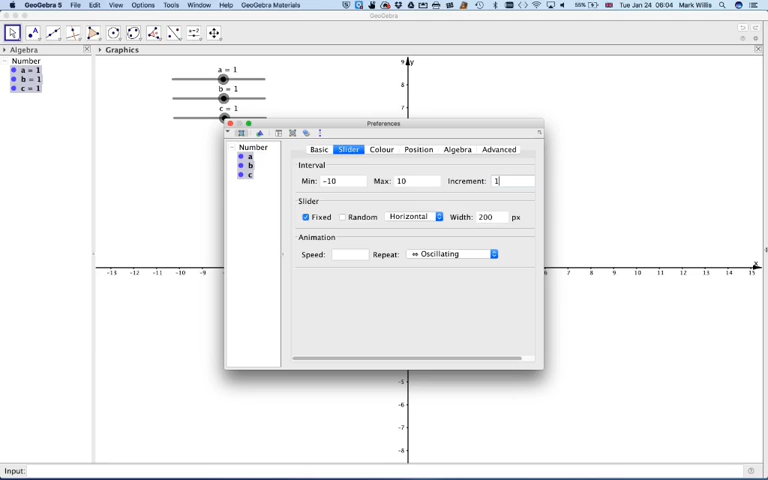 GeoGebra 5 File Edit View Options Tools Window Help GeoGebra Materials 55% Tue Jan 24 06:04 Mark Willis
GeoGebra
Algebra
Graphics
Number
a = 1
b = 1
c = 1
a = 1
b = 1
c = 1
y
9
8
7
Preferences
Number
a
b
c
Basic Slider Colour Position Algebra Advanced
Interval
Min: -10 Max: 10 Increment: 1
Slider
Fixed Random Horizontal Width: 200 px
Animation
Speed: Repeat: ⇔ Oscillating
x
-13 -12 -11 -10 -9 6 7 8 9 10 11 12 13 14 15
-5
-6
-7
-8
Input: